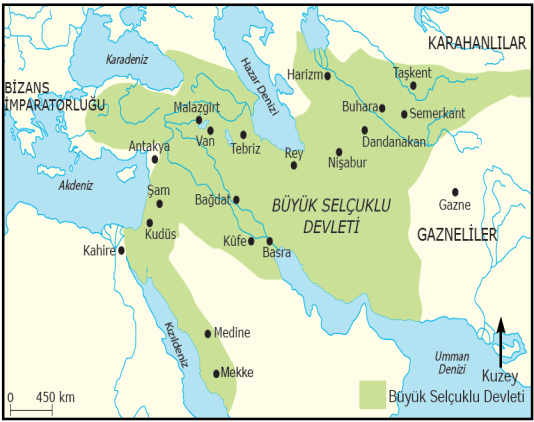 KARAHANLILAR
Karadeniz
Hazar Denizi
Harizm
Taşkent
BİZANS
İMPARATORLUĞU
Malazgirt
Buhara
Semerkant
Van
Tebriz
Dandanakan
Antakya
Rey
Nişabur
Akdeniz
Şam
Bağdat
BÜYÜK SELÇUKLU
DEVLETİ
Gazne
Kudüs
GAZNELİLER
Kahire
Kûfe
Basra
Kızıldeniz
Medine
Mekke
Umman
Denizi
Kuzey
0 450 km
Büyük Selçuklu Devleti